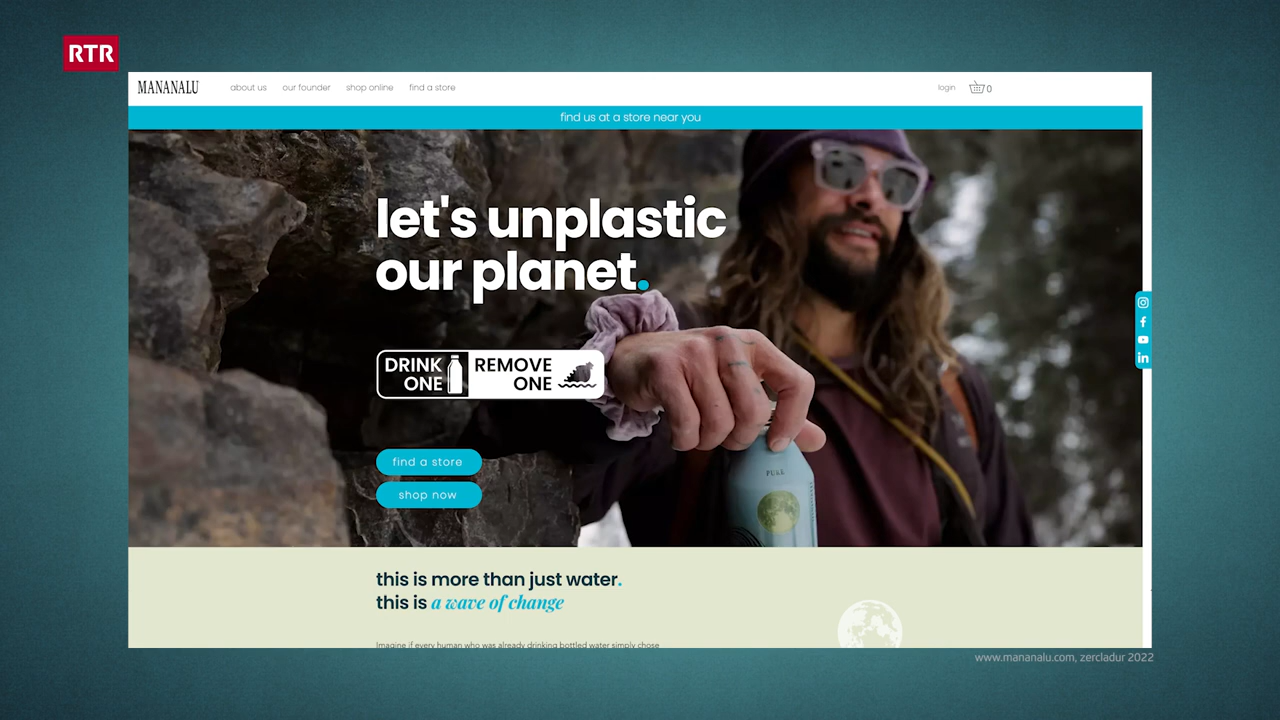 RTR
MANANALU
about us our founder shop online find a store
login 0
find us at a store near you
let's unplastic
our planet.
DRINK
ONE
REMOVE
ONE
find a store
shop now
PULL
this is more than just water.
this is a wave of change
Imagine if every human who was already drinking bottled water simply chose
www.mananalu.com, zercladur 2022